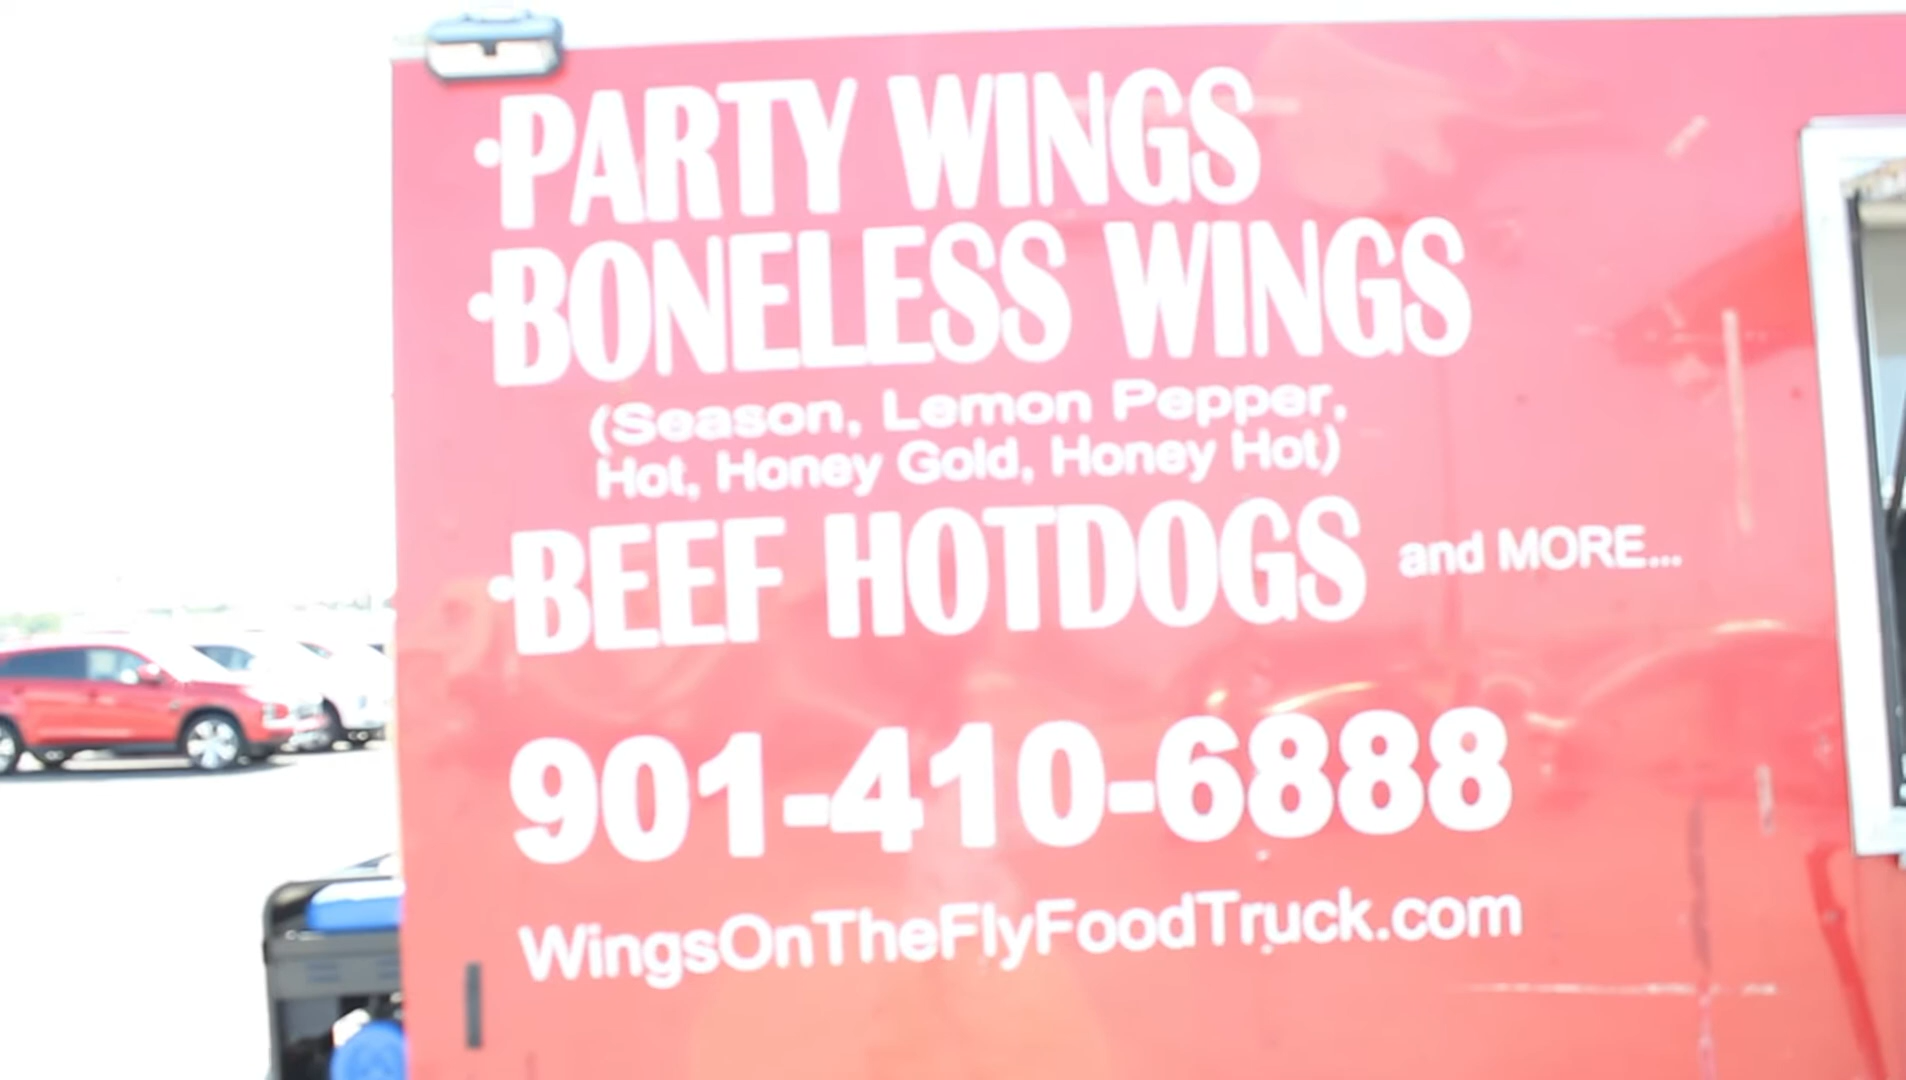 •PARTY WINGS
•BONELESS WINGS
(Season, Lemon Pepper,
Hot, Honey Gold, Honey Hot)
•BEEF HOTDOGS and MORE...
901-410-6888
WingsOnTheFlyFoodTruck.com